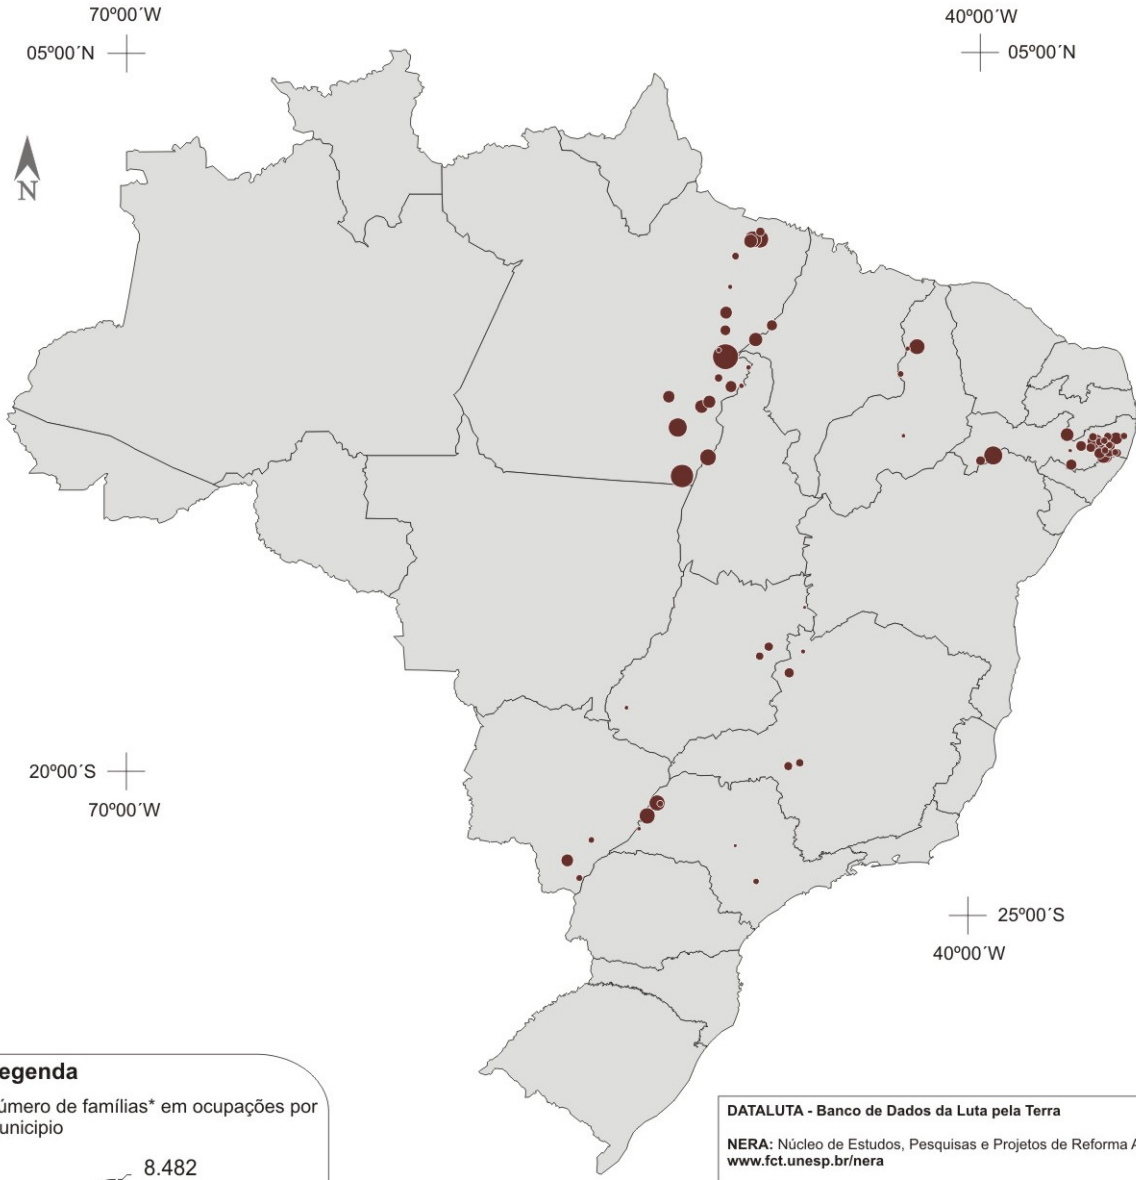 70º00´W
40º00´W
05º00´N
05º00´N
N
20º00´S
70º00´W
25º00´S
40º00´W
egenda
úmero de famílias* em ocupações por
unicipio
8.482
DATALUTA - Banco de Dados da Luta pela Terra
NERA: Núcleo de Estudos, Pesquisas e Projetos de Reforma A
www.fct.unesp.br/nera